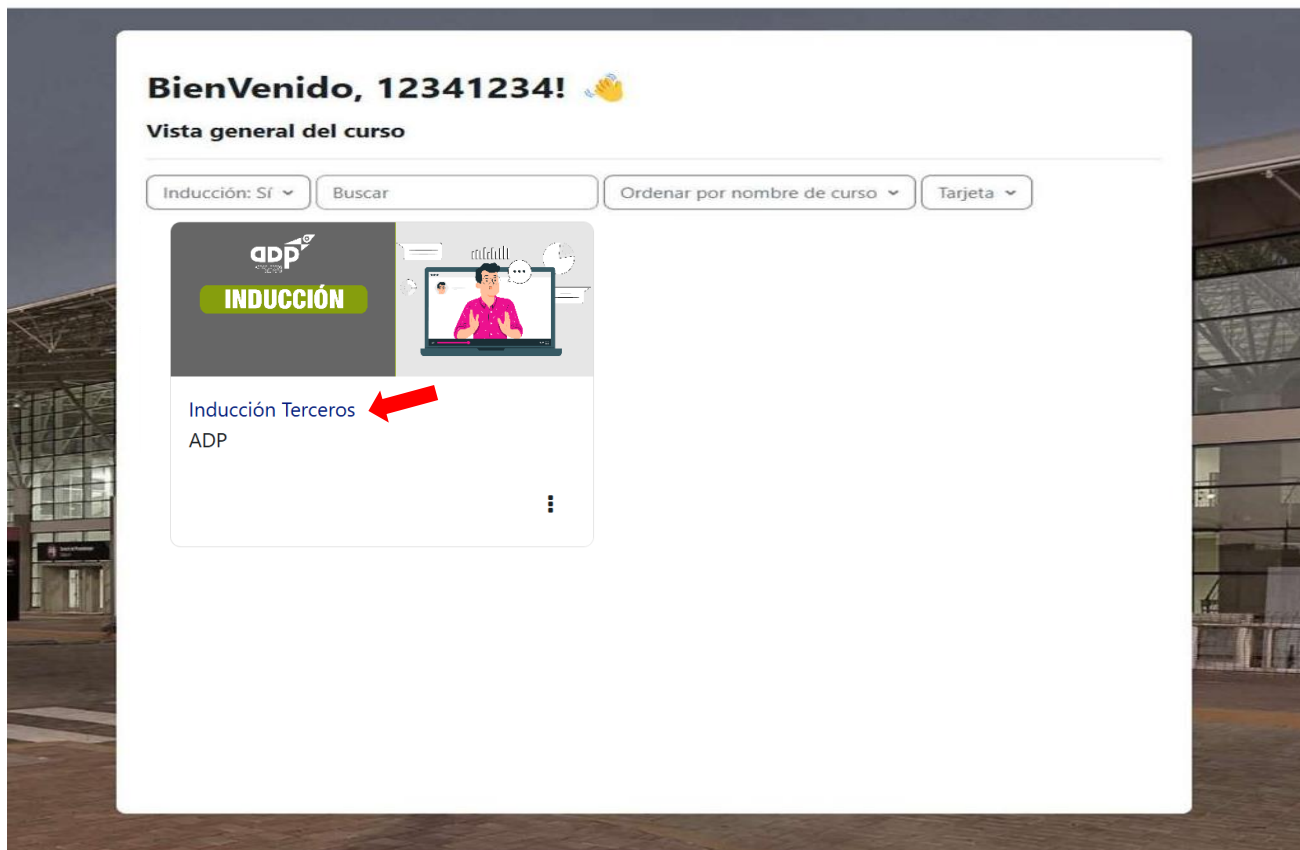 BienVenido, 12341234! 👋
Vista general del curso
Inducción: Sí
Buscar
Ordenar por nombre de curso
Tarjeta
adp
INDUCCIÓN
Inducción Terceros
ADP